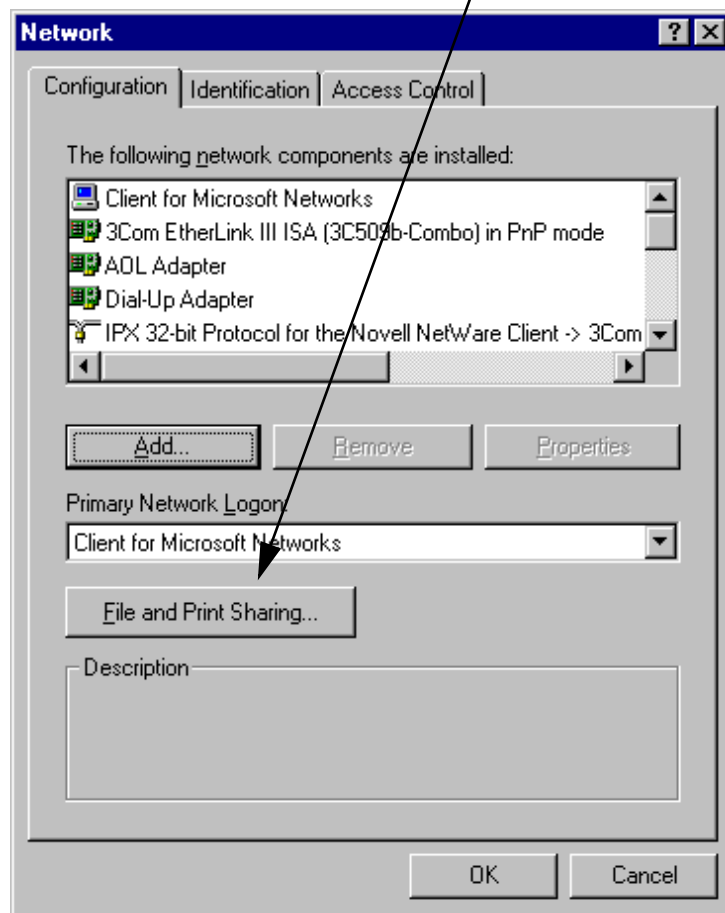 Network
Configuration Identification Access Control
The following network components are installed:
Client for Microsoft Networks
3Com EtherLink III ISA (3C509b-Combo) in PnP mode
AOL Adapter
Dial-Up Adapter
IPX 32-bit Protocol for the Novell NetWare Client -> 3Com
Add... Remove Properties
Primary Network Logon:
Client for Microsoft Networks
File and Print Sharing...
Description
OK Cancel